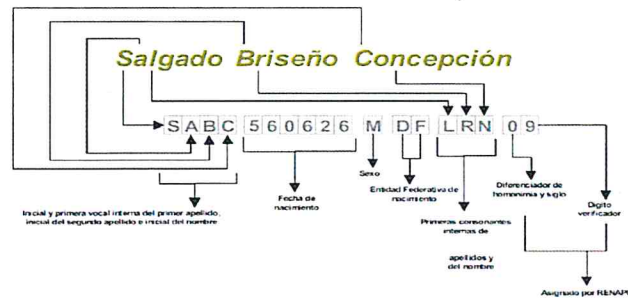 Salgado Briseño Concepción
SABC 560626 M DF LRN 09
Sexo
Inicial y primera vocal interna del primer apellido,
inicial del segundo apellido e inicial del nombre
Fecha de
nacimiento
Entidad Federativa de
nacimiento
Primeras consonantes
internas de
apellidos y
del nombre
Diferenciador de
homonimia y siglo
Digito
verificador
Asignado por RENAPO